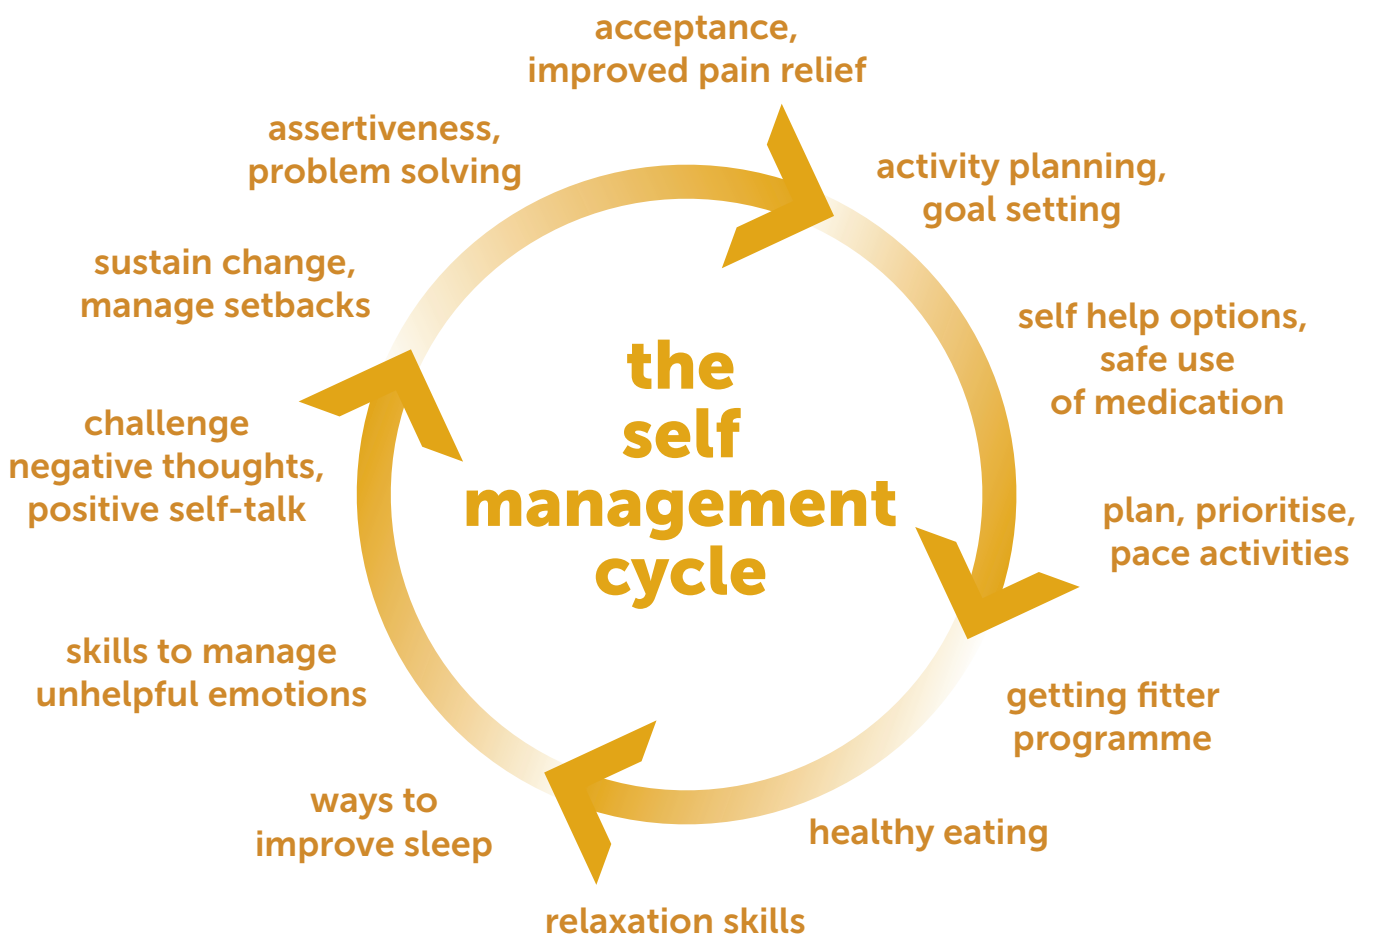 acceptance,
improved pain relief
activity planning,
goal setting
self help options,
safe use
of medication
plan, prioritise,
pace activities
getting fitter
programme
healthy eating
relaxation skills
ways to
improve sleep
skills to manage
unhelpful emotions
challenge
negative thoughts,
positive self-talk
sustain change,
manage setbacks
assertiveness,
problem solving
the
self
management
cycle